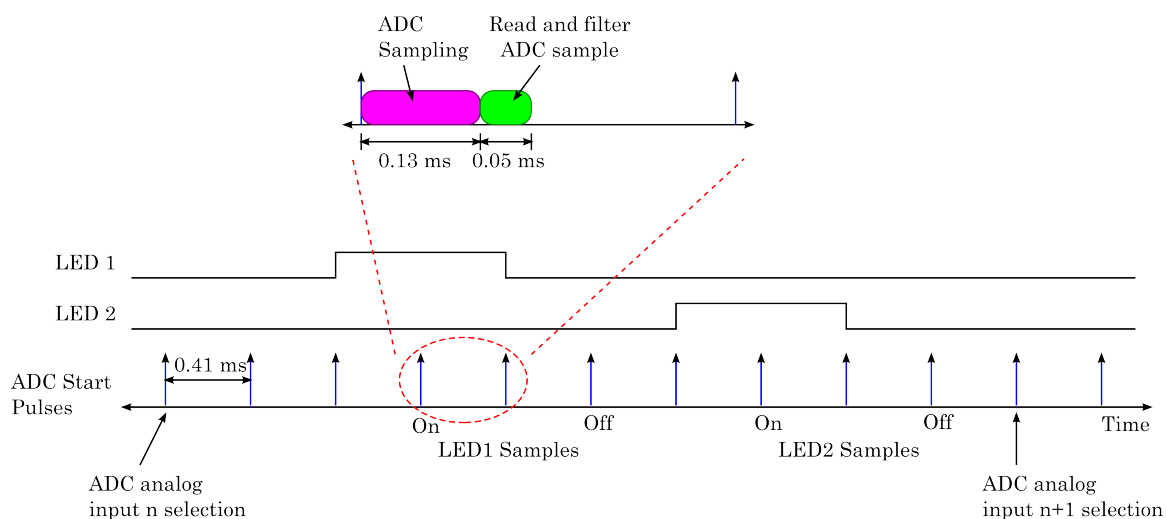 ADC
Sampling
Read and filter
ADC sample
0.13 ms
0.05 ms
LED 1
LED 2
0.41 ms
ADC Start
Pulses
On
Off
On
Off
Time
LED1 Samples
LED2 Samples
ADC analog
input n selection
ADC analog
input n+1 selection